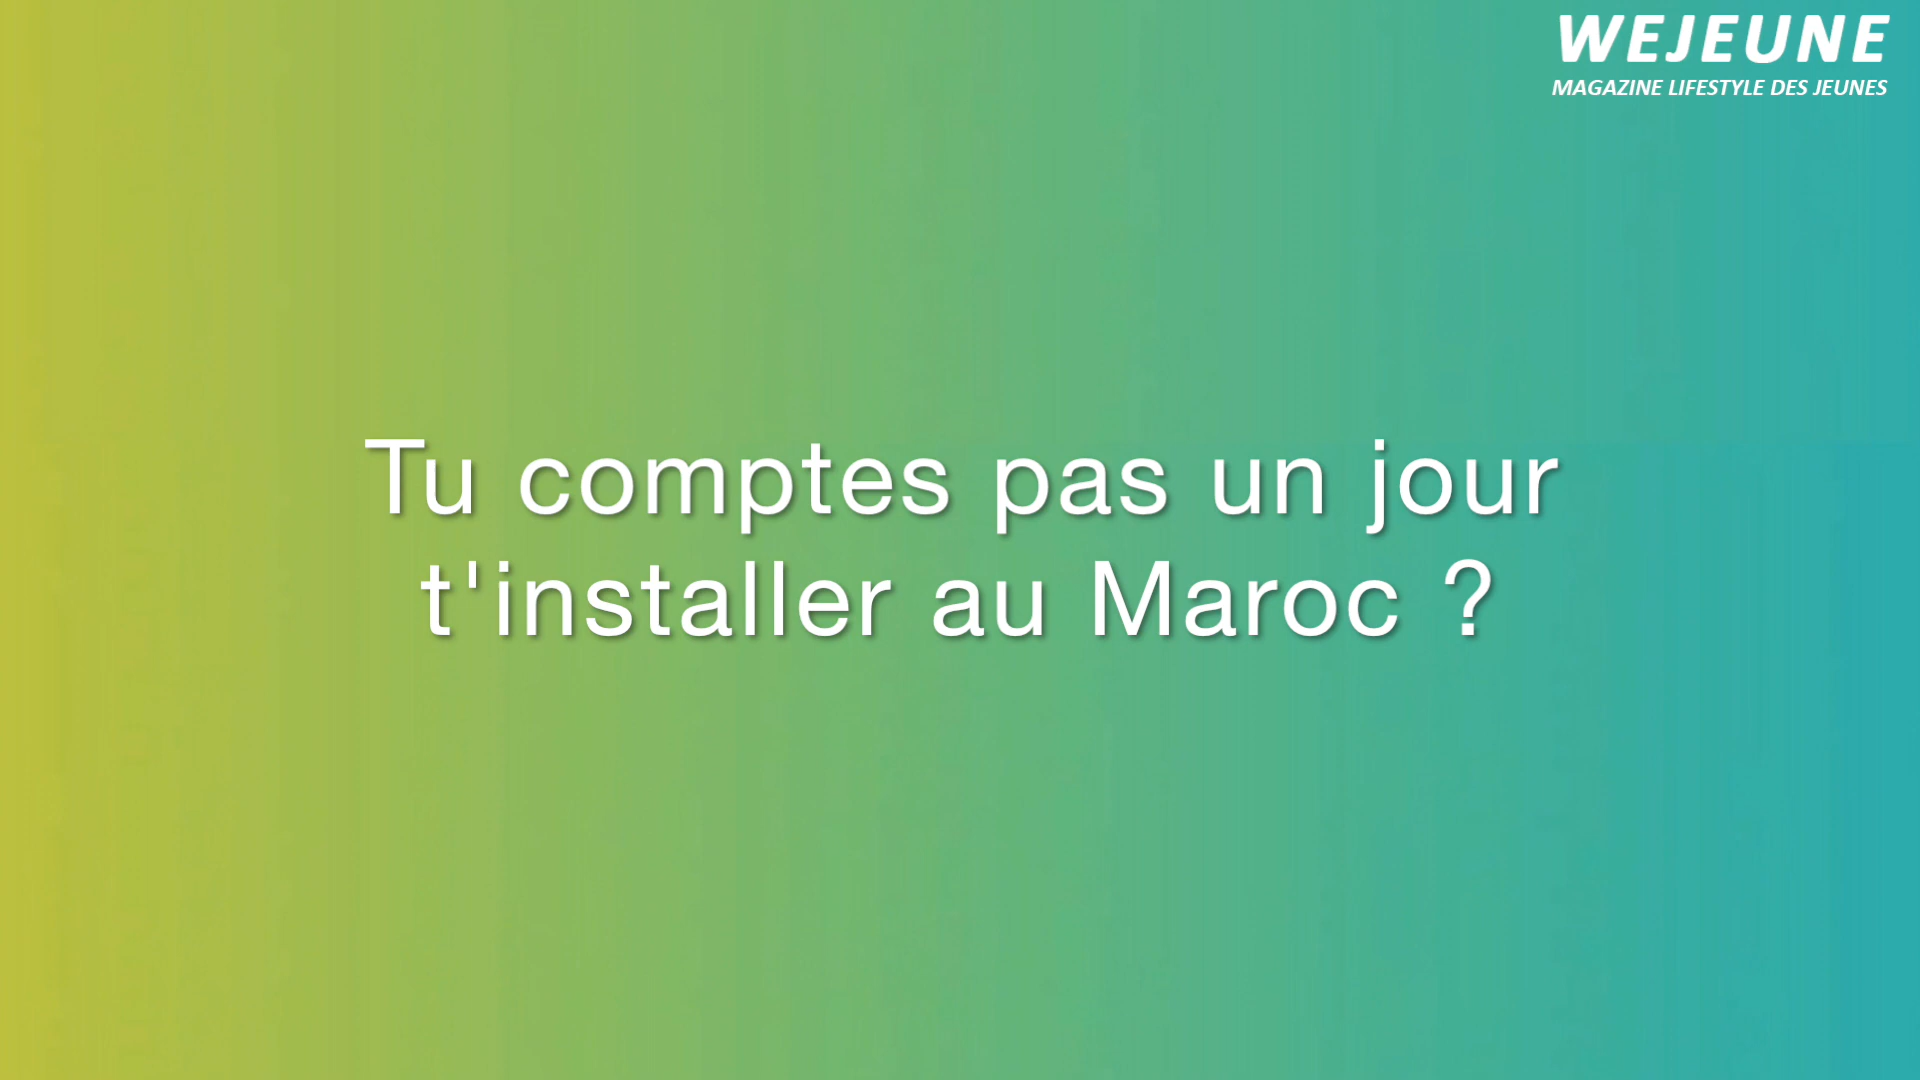 WEJEUNE
MAGAZINE LIFESTYLE DES JEUNES
Tu comptes pas un jour
t'installer au Maroc ?